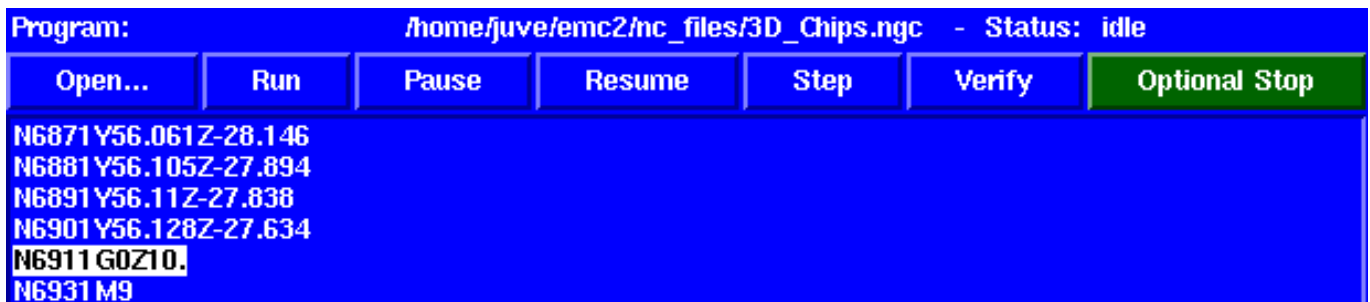 Program: /home/juve/emc2/nc_files/3D_Chips.ngc - Status: idle
Open... Run Pause Resume Step Verify Optional Stop
N6871Y56.061Z-28.146
N6881Y56.105Z-27.894
N6891Y56.11Z-27.838
N6901Y56.128Z-27.634
N6911G0Z10.
N6931M9